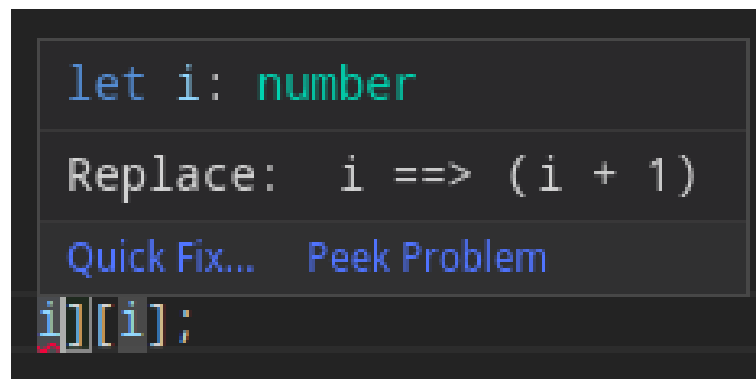 let i: number
Replace:  i ==> (i + 1)
Quick Fix... Peek Problem
i][i];